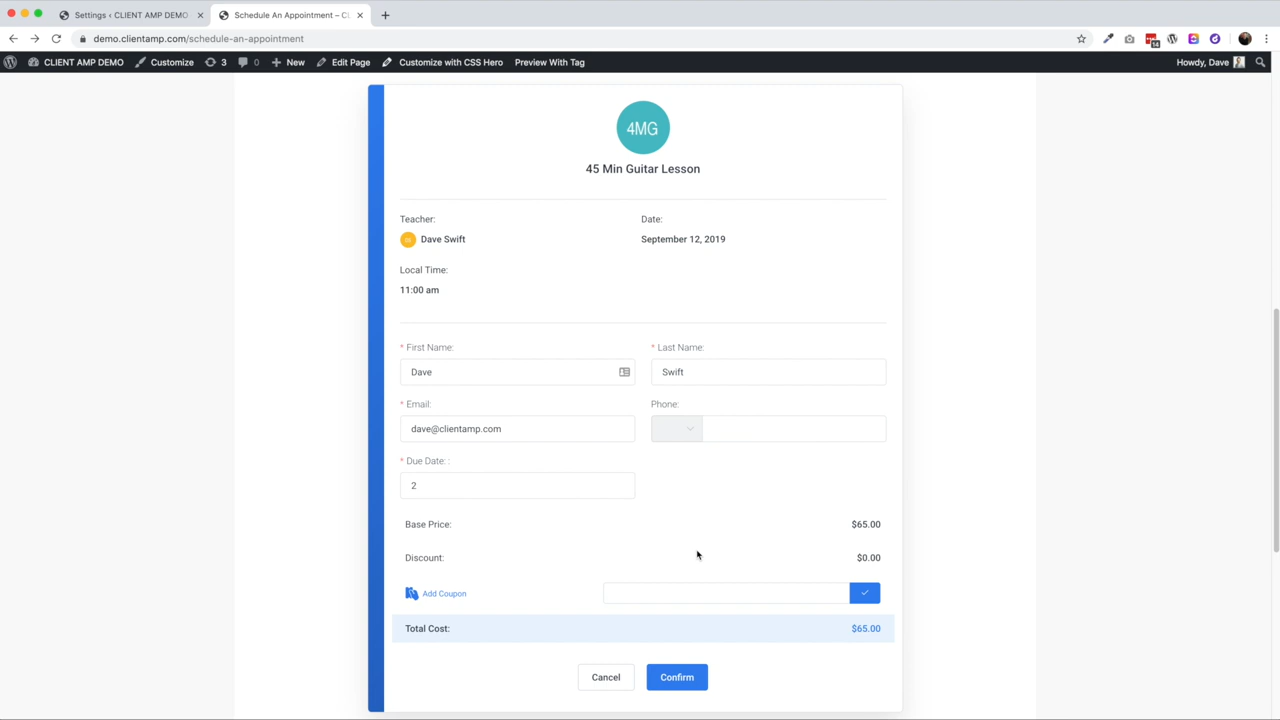 Settings ‹ CLIENT AMP DEMO
Schedule An Appointment – Cl
demo.clientamp.com/schedule-an-appointment
14
CLIENT AMP DEMO
Customize
3
0
New
Edit Page
Customize with CSS Hero
Preview With Tag
Howdy, Dave
4MG
45 Min Guitar Lesson
Teacher:
Date:
Dave Swift
September 12, 2019
Local Time:
11:00 am
* First Name:
* Last Name:
Dave
Swift
* Email:
Phone:
dave@clientamp.com
* Due Date: :
2
Base Price:
$65.00
Discount:
$0.00
Add Coupon
Total Cost:
$65.00
Cancel
Confirm